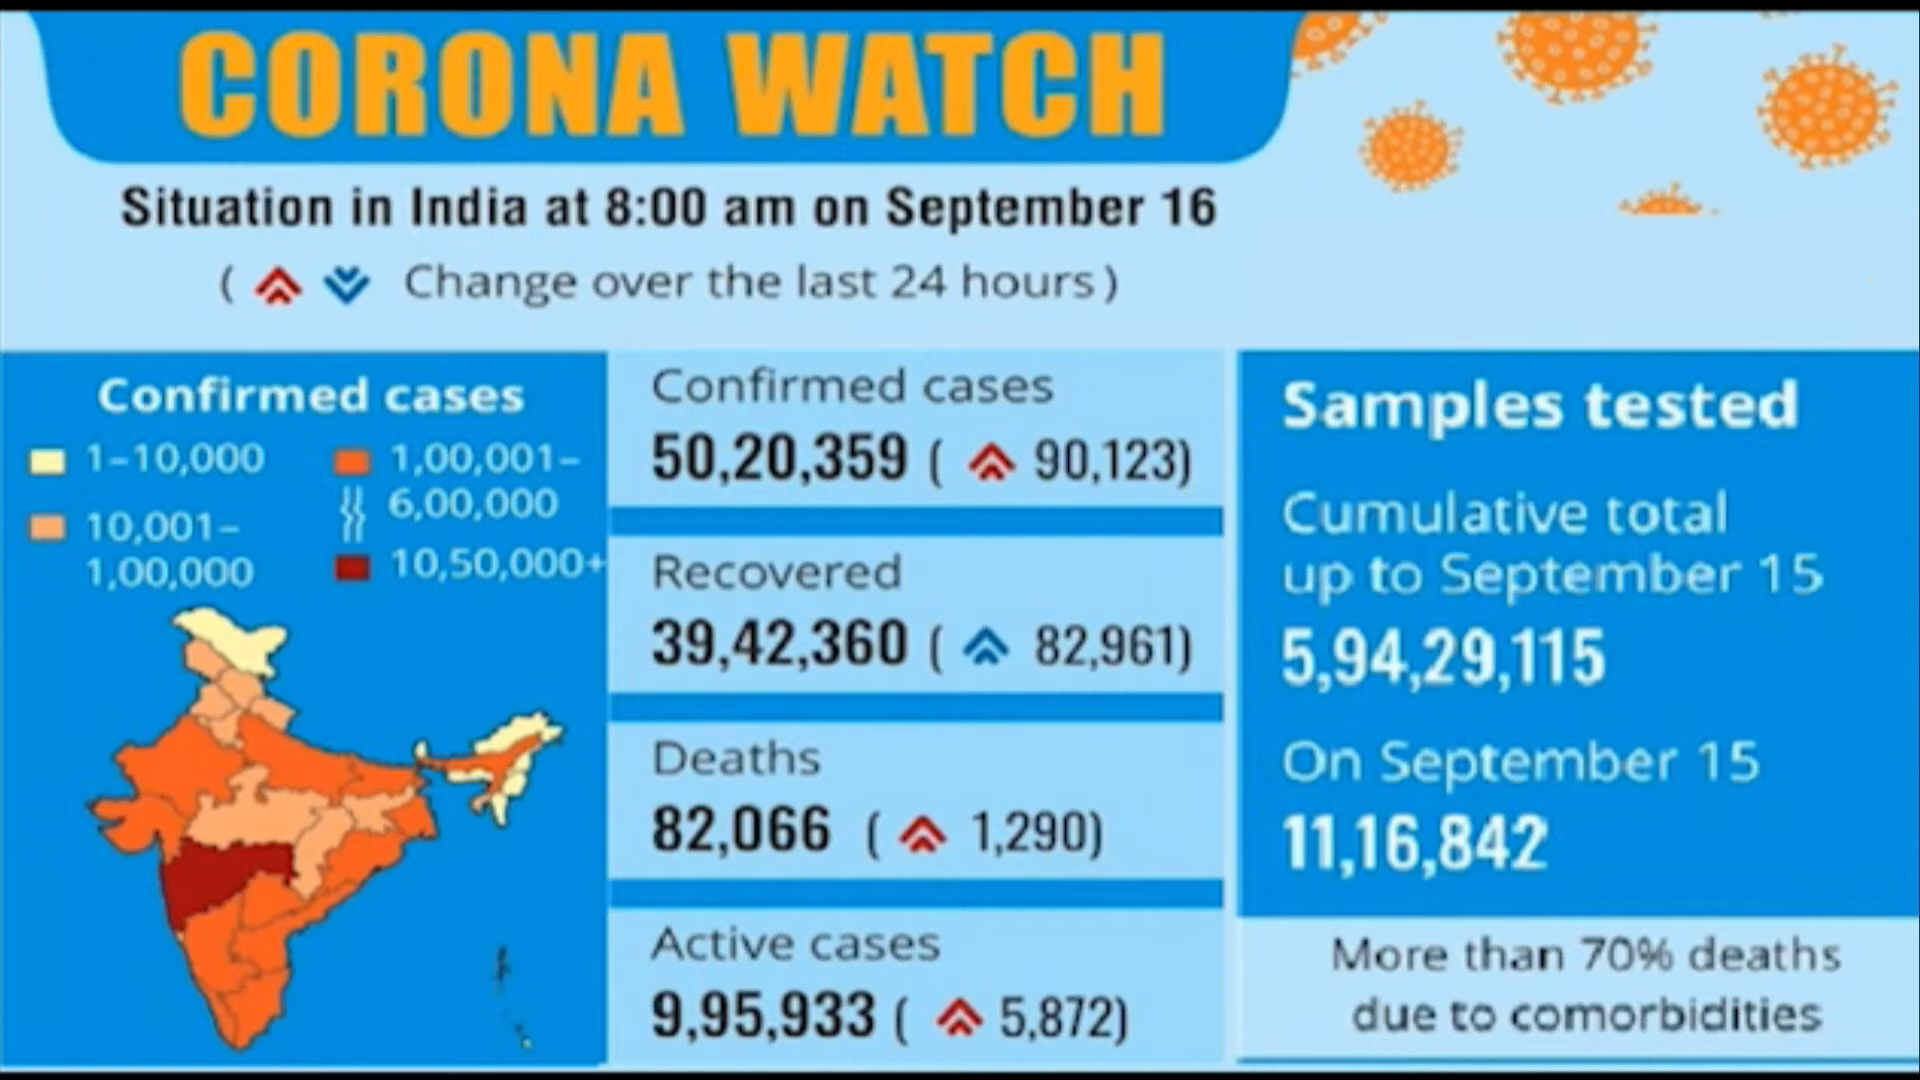 CORONA WATCH
Situation in India at 8:00 am on September 16
( Change over the last 24 hours)
Confirmed cases
1–10,000
10,001–
1,00,000
1,00,001–
6,00,000
10,50,000+
Confirmed cases
50,20,359 ( 90,123)
Recovered
39,42,360 ( 82,961)
Deaths
82,066 ( 1,290)
Active cases
9,95,933 ( 5,872)
Samples tested
Cumulative total
up to September 15
5,94,29,115
On September 15
11,16,842
More than 70% deaths
due to comorbidities